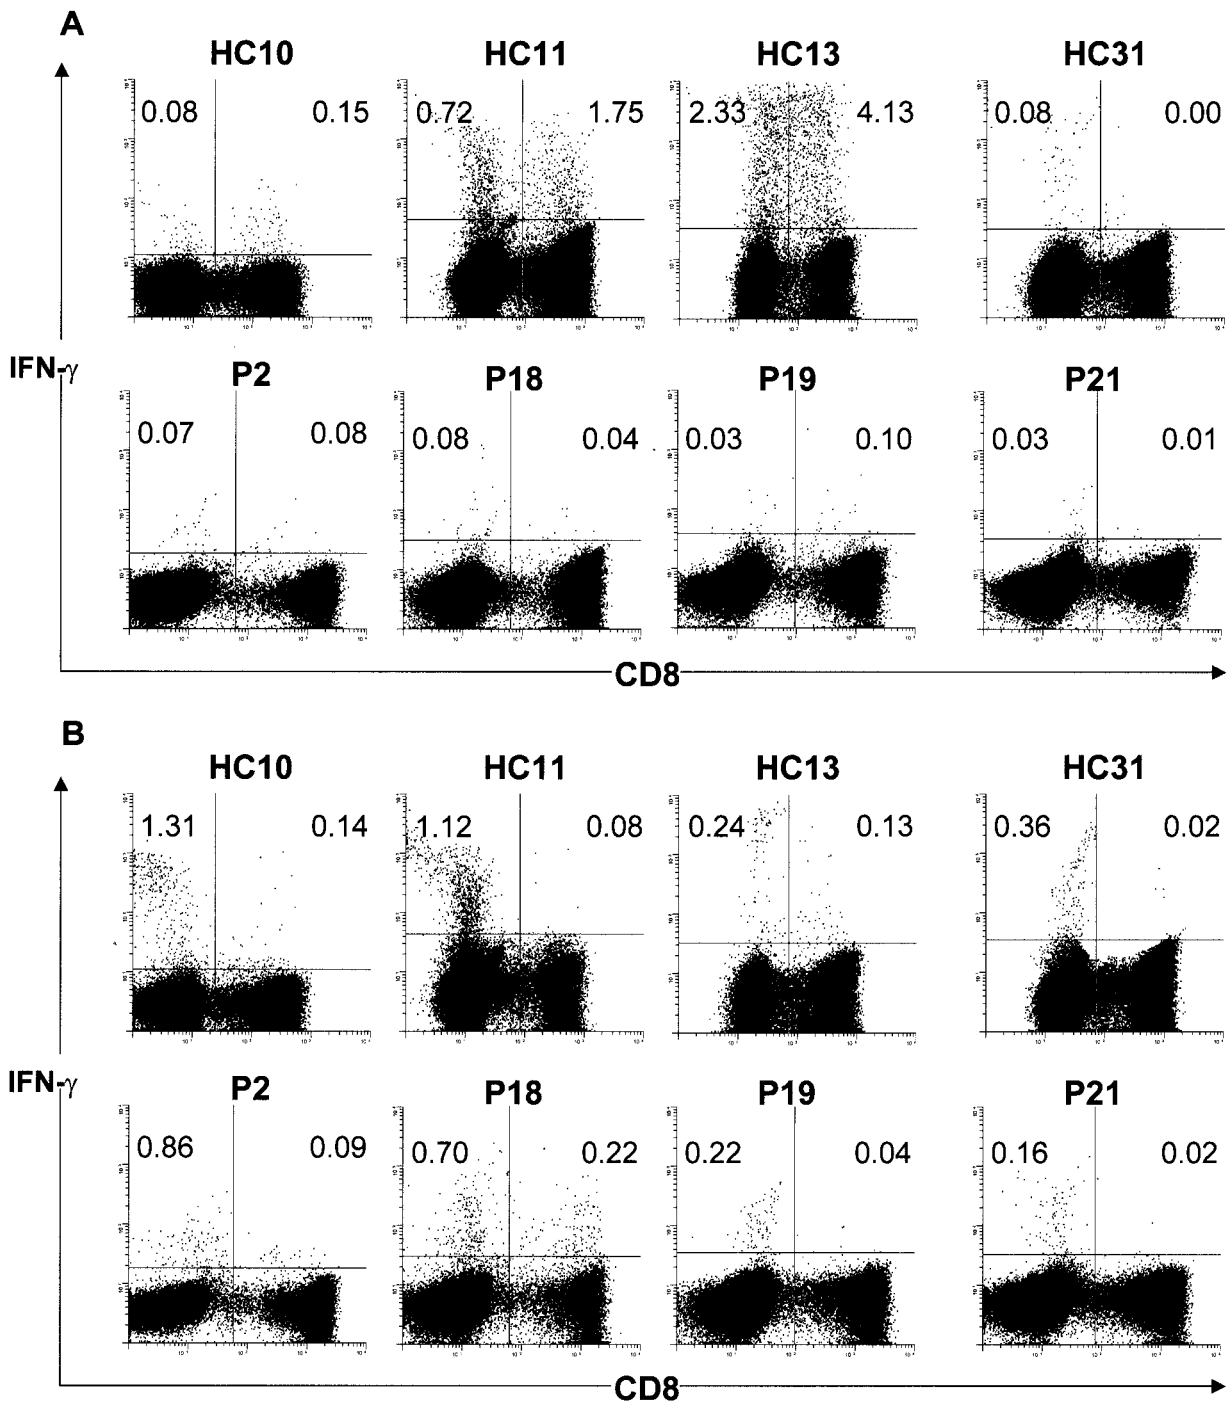 A
HC10 HC11 HC13 HC31
0.08 0.15 0.72 1.75 2.33 4.13 0.08 0.00
IFN-γ
P2 P18 P19 P21
0.07 0.08 0.08 0.04 0.03 0.10 0.03 0.01
CD8
B
HC10 HC11 HC13 HC31
1.31 0.14 1.12 0.08 0.24 0.13 0.36 0.02
IFN-γ
P2 P18 P19 P21
0.86 0.09 0.70 0.22 0.22 0.04 0.16 0.02
CD8